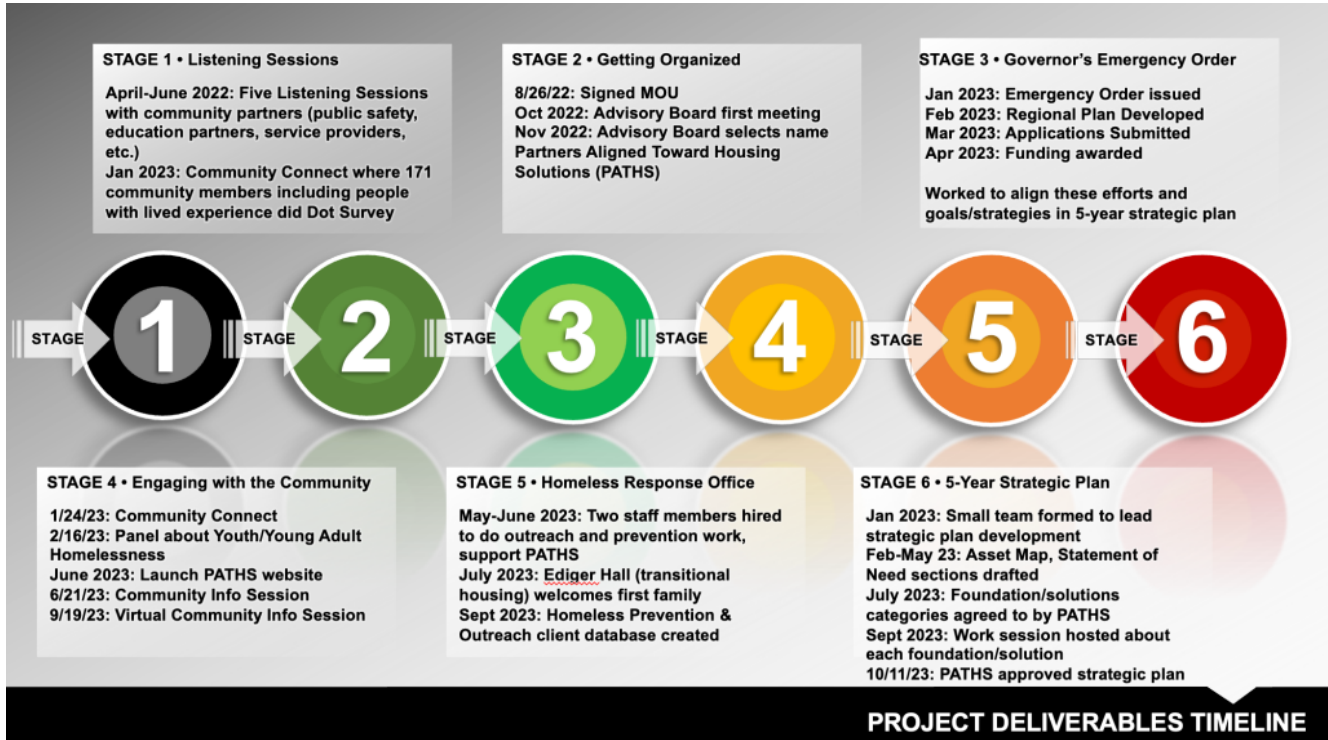 STAGE 1 • Listening Sessions
April-June 2022: Five Listening Sessions
with community partners (public safety,
education partners, service providers,
etc.)
Jan 2023: Community Connect where 171
community members including people
with lived experience did Dot Survey
STAGE 2 • Getting Organized
8/26/22: Signed MOU
Oct 2022: Advisory Board first meeting
Nov 2022: Advisory Board selects name
Partners Aligned Toward Housing
Solutions (PATHS)
STAGE 3 • Governor's Emergency Order
Jan 2023: Emergency Order issued
Feb 2023: Regional Plan Developed
Mar 2023: Applications Submitted
Apr 2023: Funding awarded
Worked to align these efforts and
goals/strategies in 5-year strategic plan
STAGE 1
STAGE 2
STAGE 3
STAGE 4
STAGE 5
STAGE 6
STAGE 4 • Engaging with the Community
1/24/23: Community Connect
2/16/23: Panel about Youth/Young Adult
Homelessness
June 2023: Launch PATHS website
6/21/23: Community Info Session
9/19/23: Virtual Community Info Session
STAGE 5 • Homeless Response Office
May-June 2023: Two staff members hired
to do outreach and prevention work,
support PATHS
July 2023: Ediger Hall (transitional
housing) welcomes first family
Sept 2023: Homeless Prevention &
Outreach client database created
STAGE 6 • 5-Year Strategic Plan
Jan 2023: Small team formed to lead
strategic plan development
Feb-May 23: Asset Map, Statement of
Need sections drafted
July 2023: Foundation/solutions
categories agreed to by PATHS
Sept 2023: Work session hosted about
each foundation/solution
10/11/23: PATHS approved strategic plan
PROJECT DELIVERABLES TIMELINE